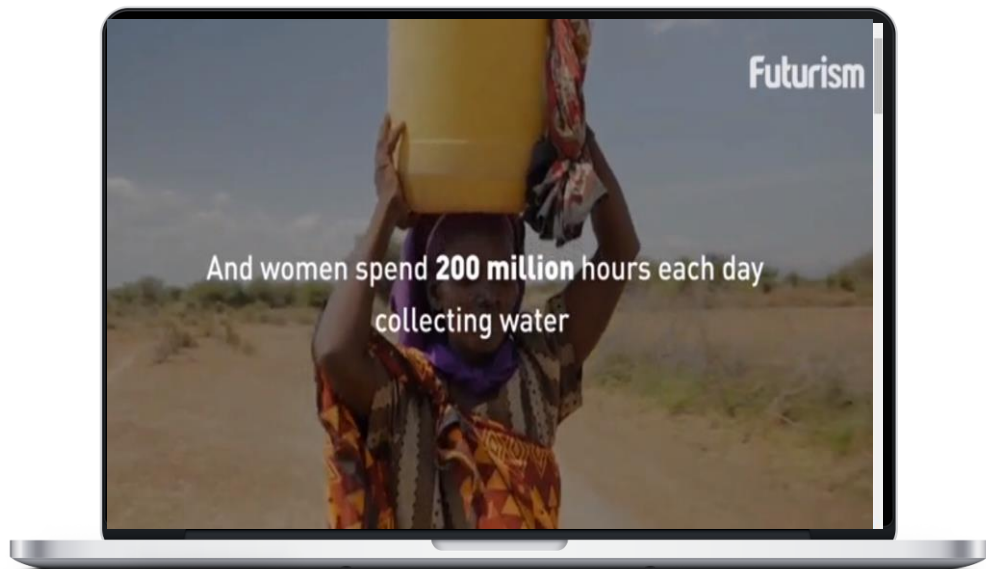 Futurism
And women spend 200 million hours each day
collecting water